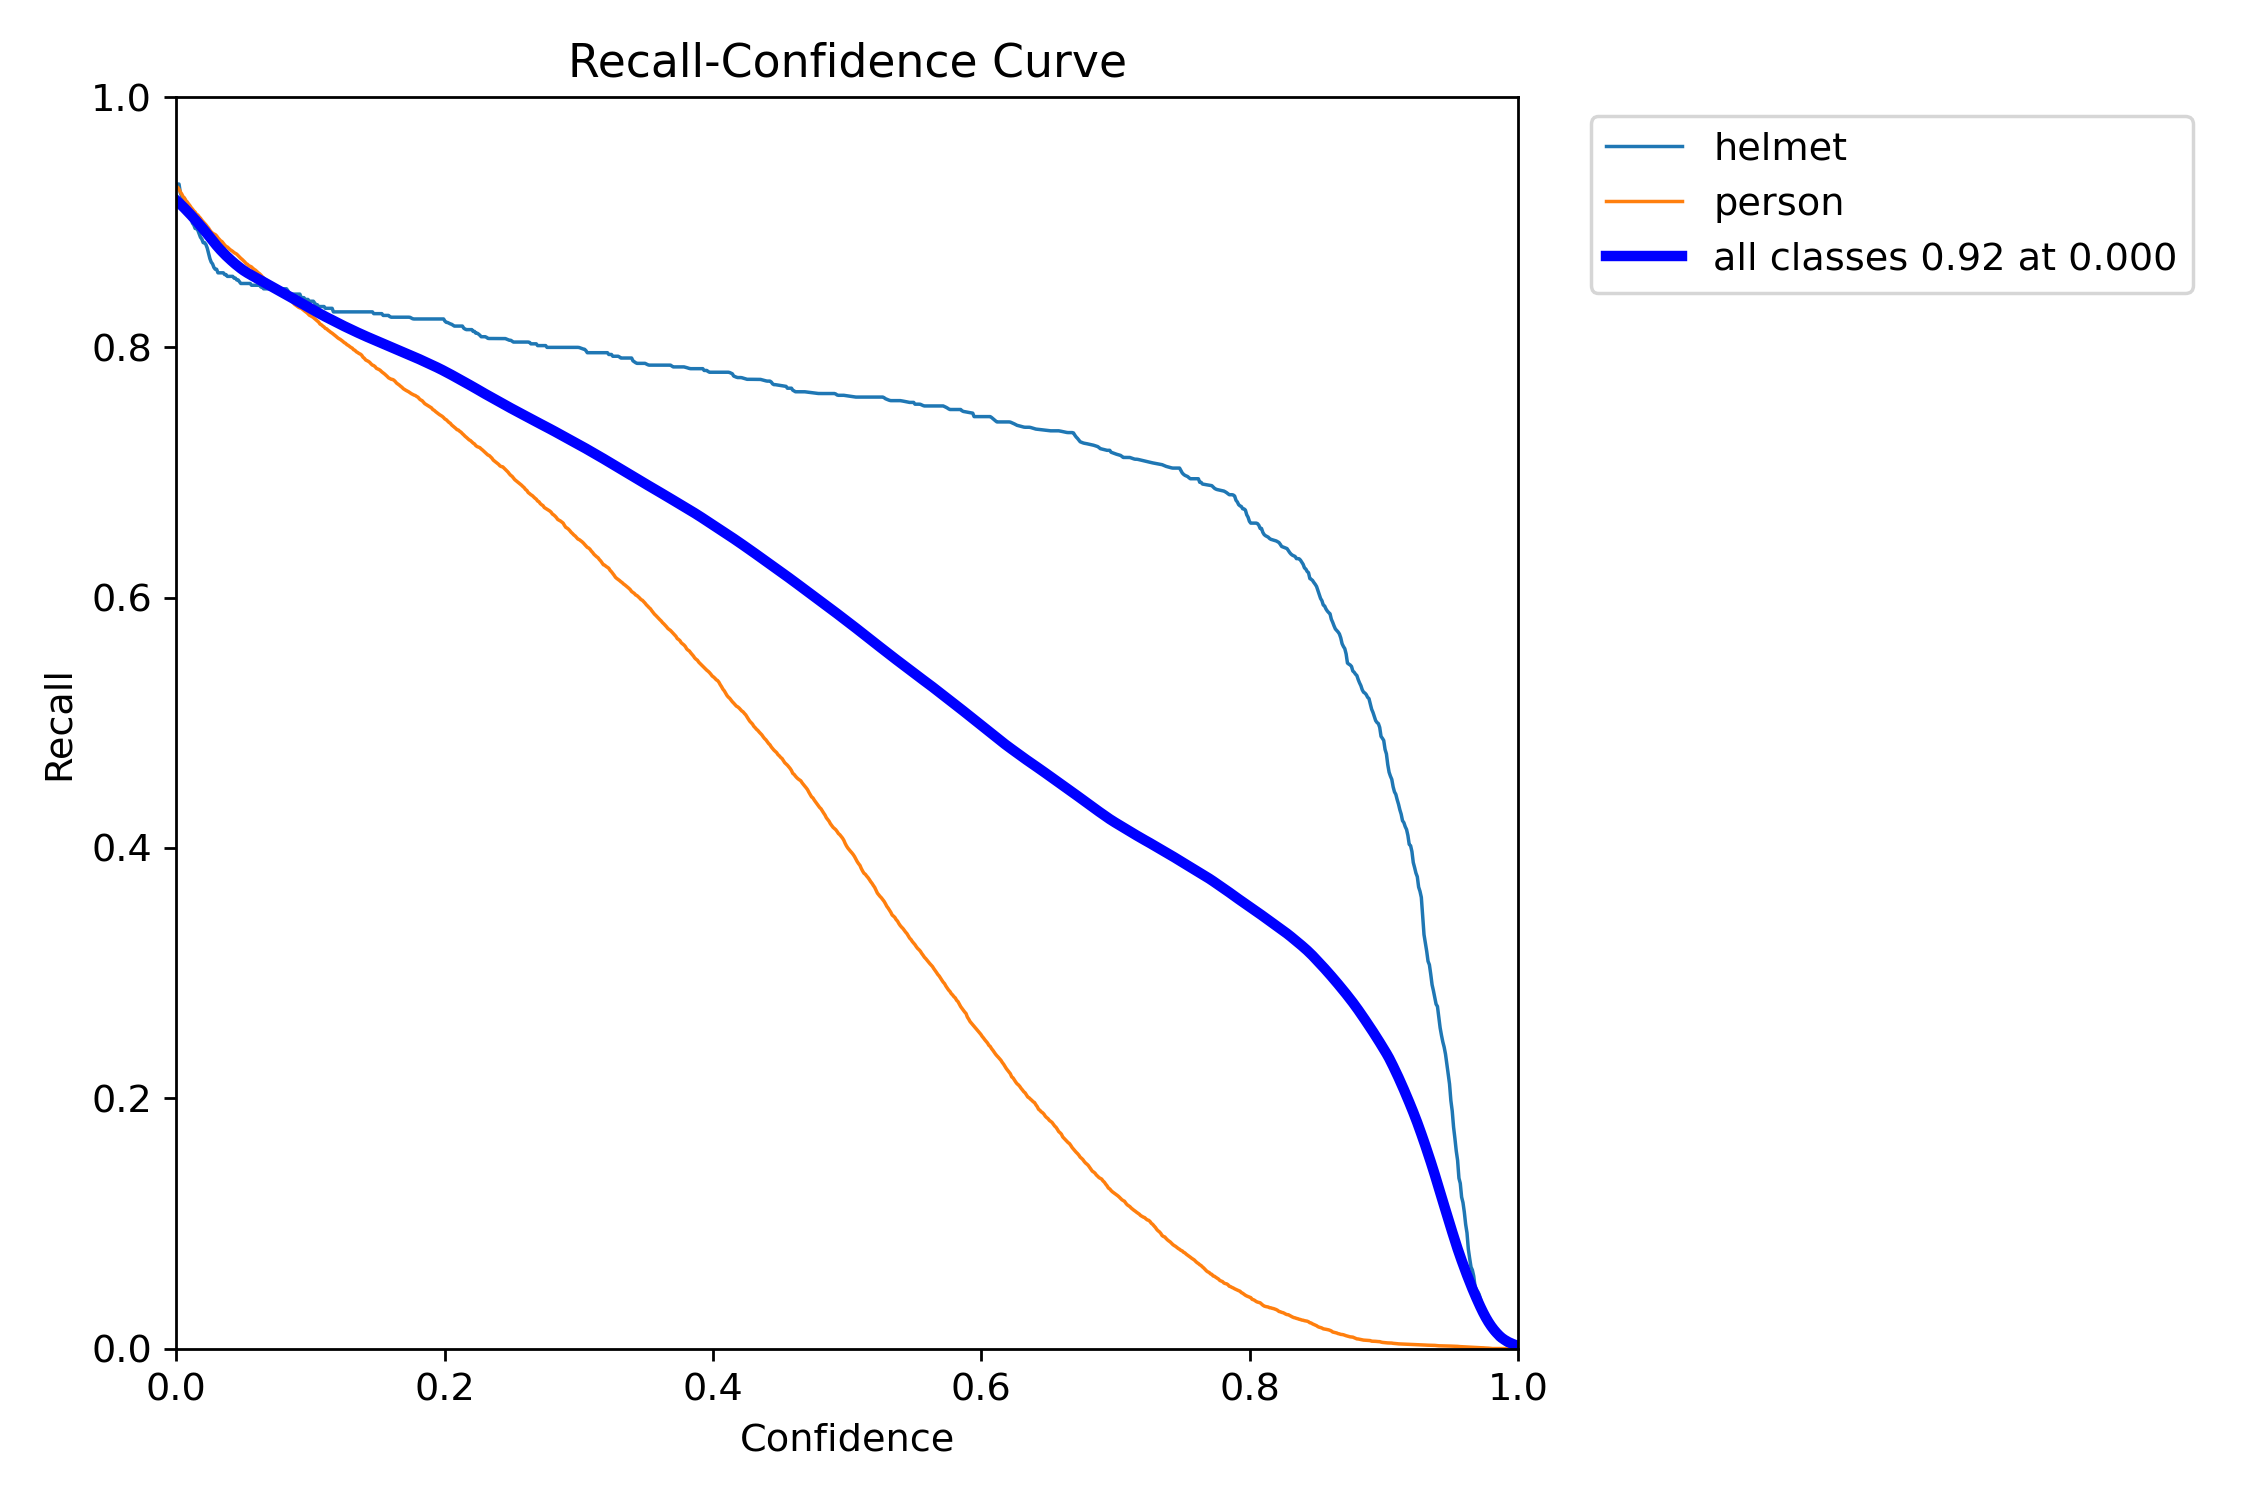 Recall-Confidence Curve
1.0
0.8
0.6
0.4
0.2
0.0
Recall
0.0 0.2 0.4 0.6 0.8 1.0
Confidence
helmet
person
all classes 0.92 at 0.000